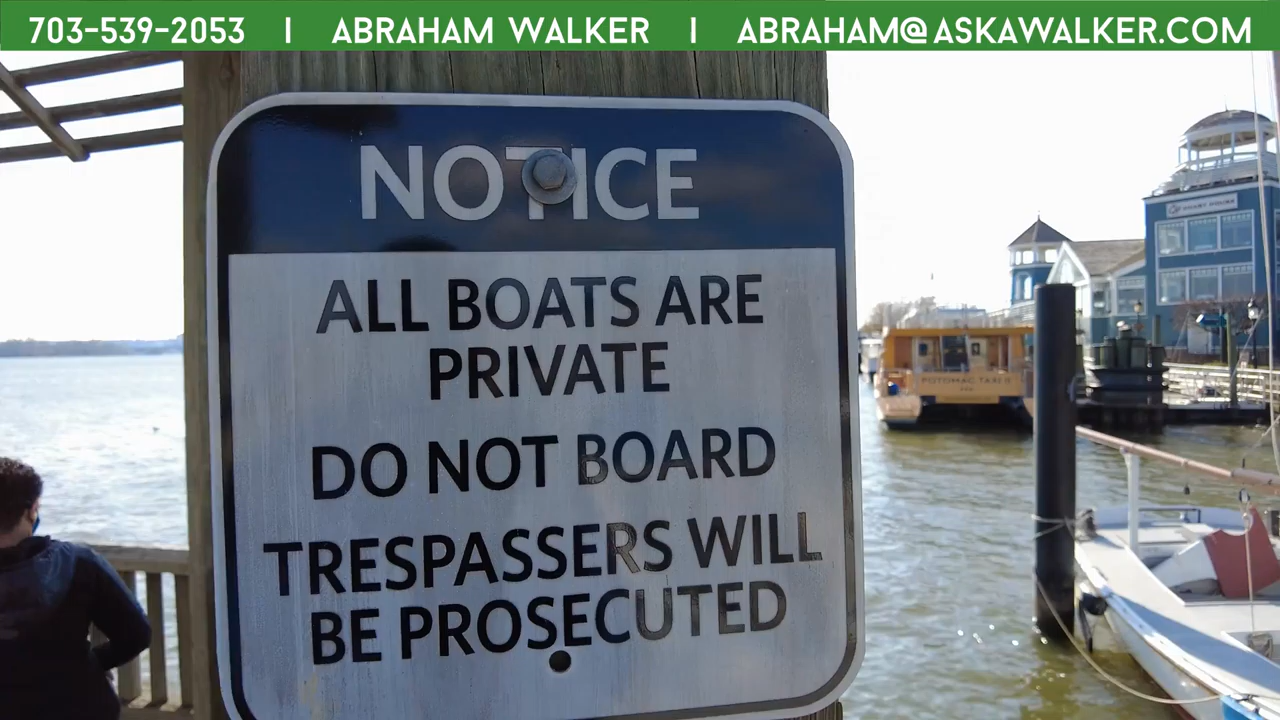 703-539-2053 | ABRAHAM WALKER | ABRAHAM@ASKAWALKER.COM
NOTICE
ALL BOATS ARE
PRIVATE
DO NOT BOARD
TRESPASSERS WILL
BE PROSECUTED
POTOMAC TAXI II